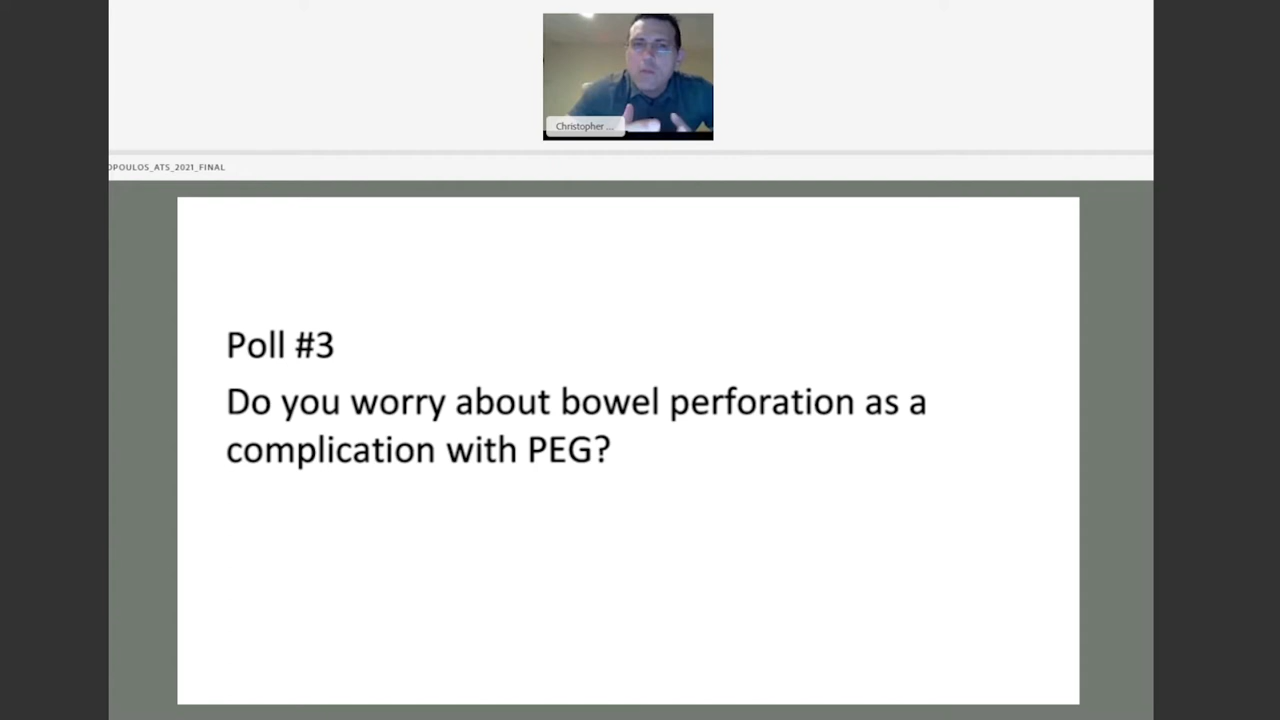 Christopher ...
OPOULOS_ATS_2021_FINAL
Poll #3
Do you worry about bowel perforation as a
complication with PEG?